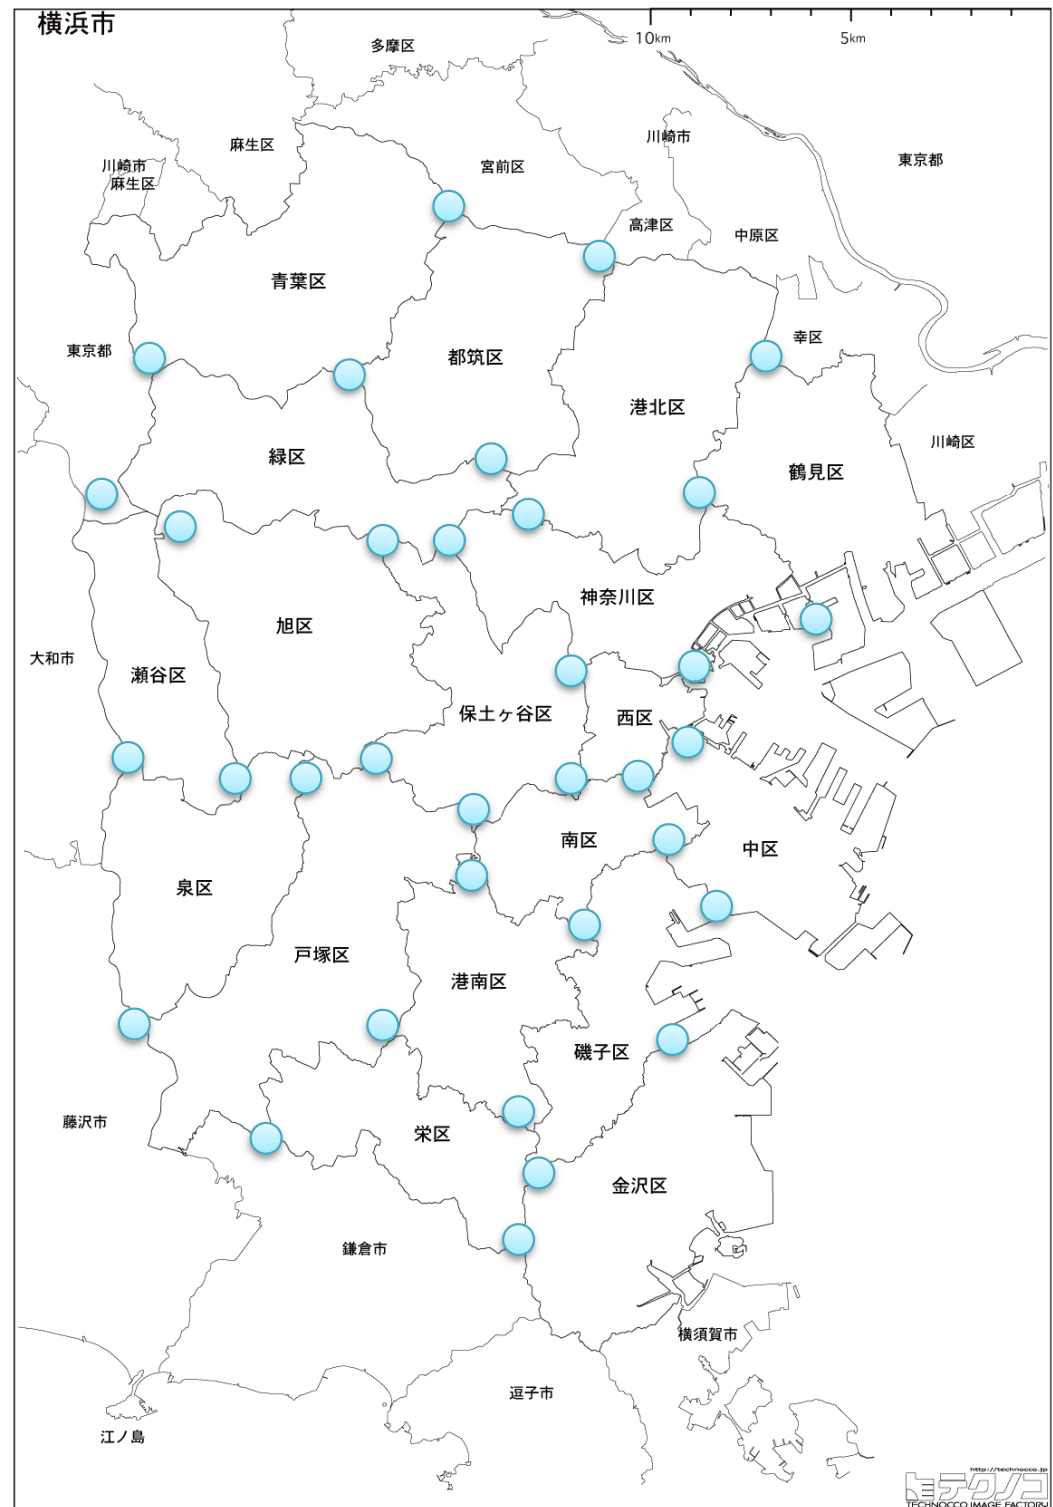 横浜市
10km
5km
多摩区
川崎市
麻生区
東京都
川崎市
麻生区
宮前区
高津区
中原区
青葉区
幸区
東京都
都筑区
港北区
川崎区
緑区
鶴見区
神奈川区
旭区
大和市
瀬谷区
保土ヶ谷区
西区
南区
中区
泉区
戸塚区
港南区
磯子区
藤沢市
栄区
金沢区
鎌倉市
横須賀市
逗子市
江ノ島
http://technocco.jp
テクノコ
TECHNOCCO IMAGE FACTORY